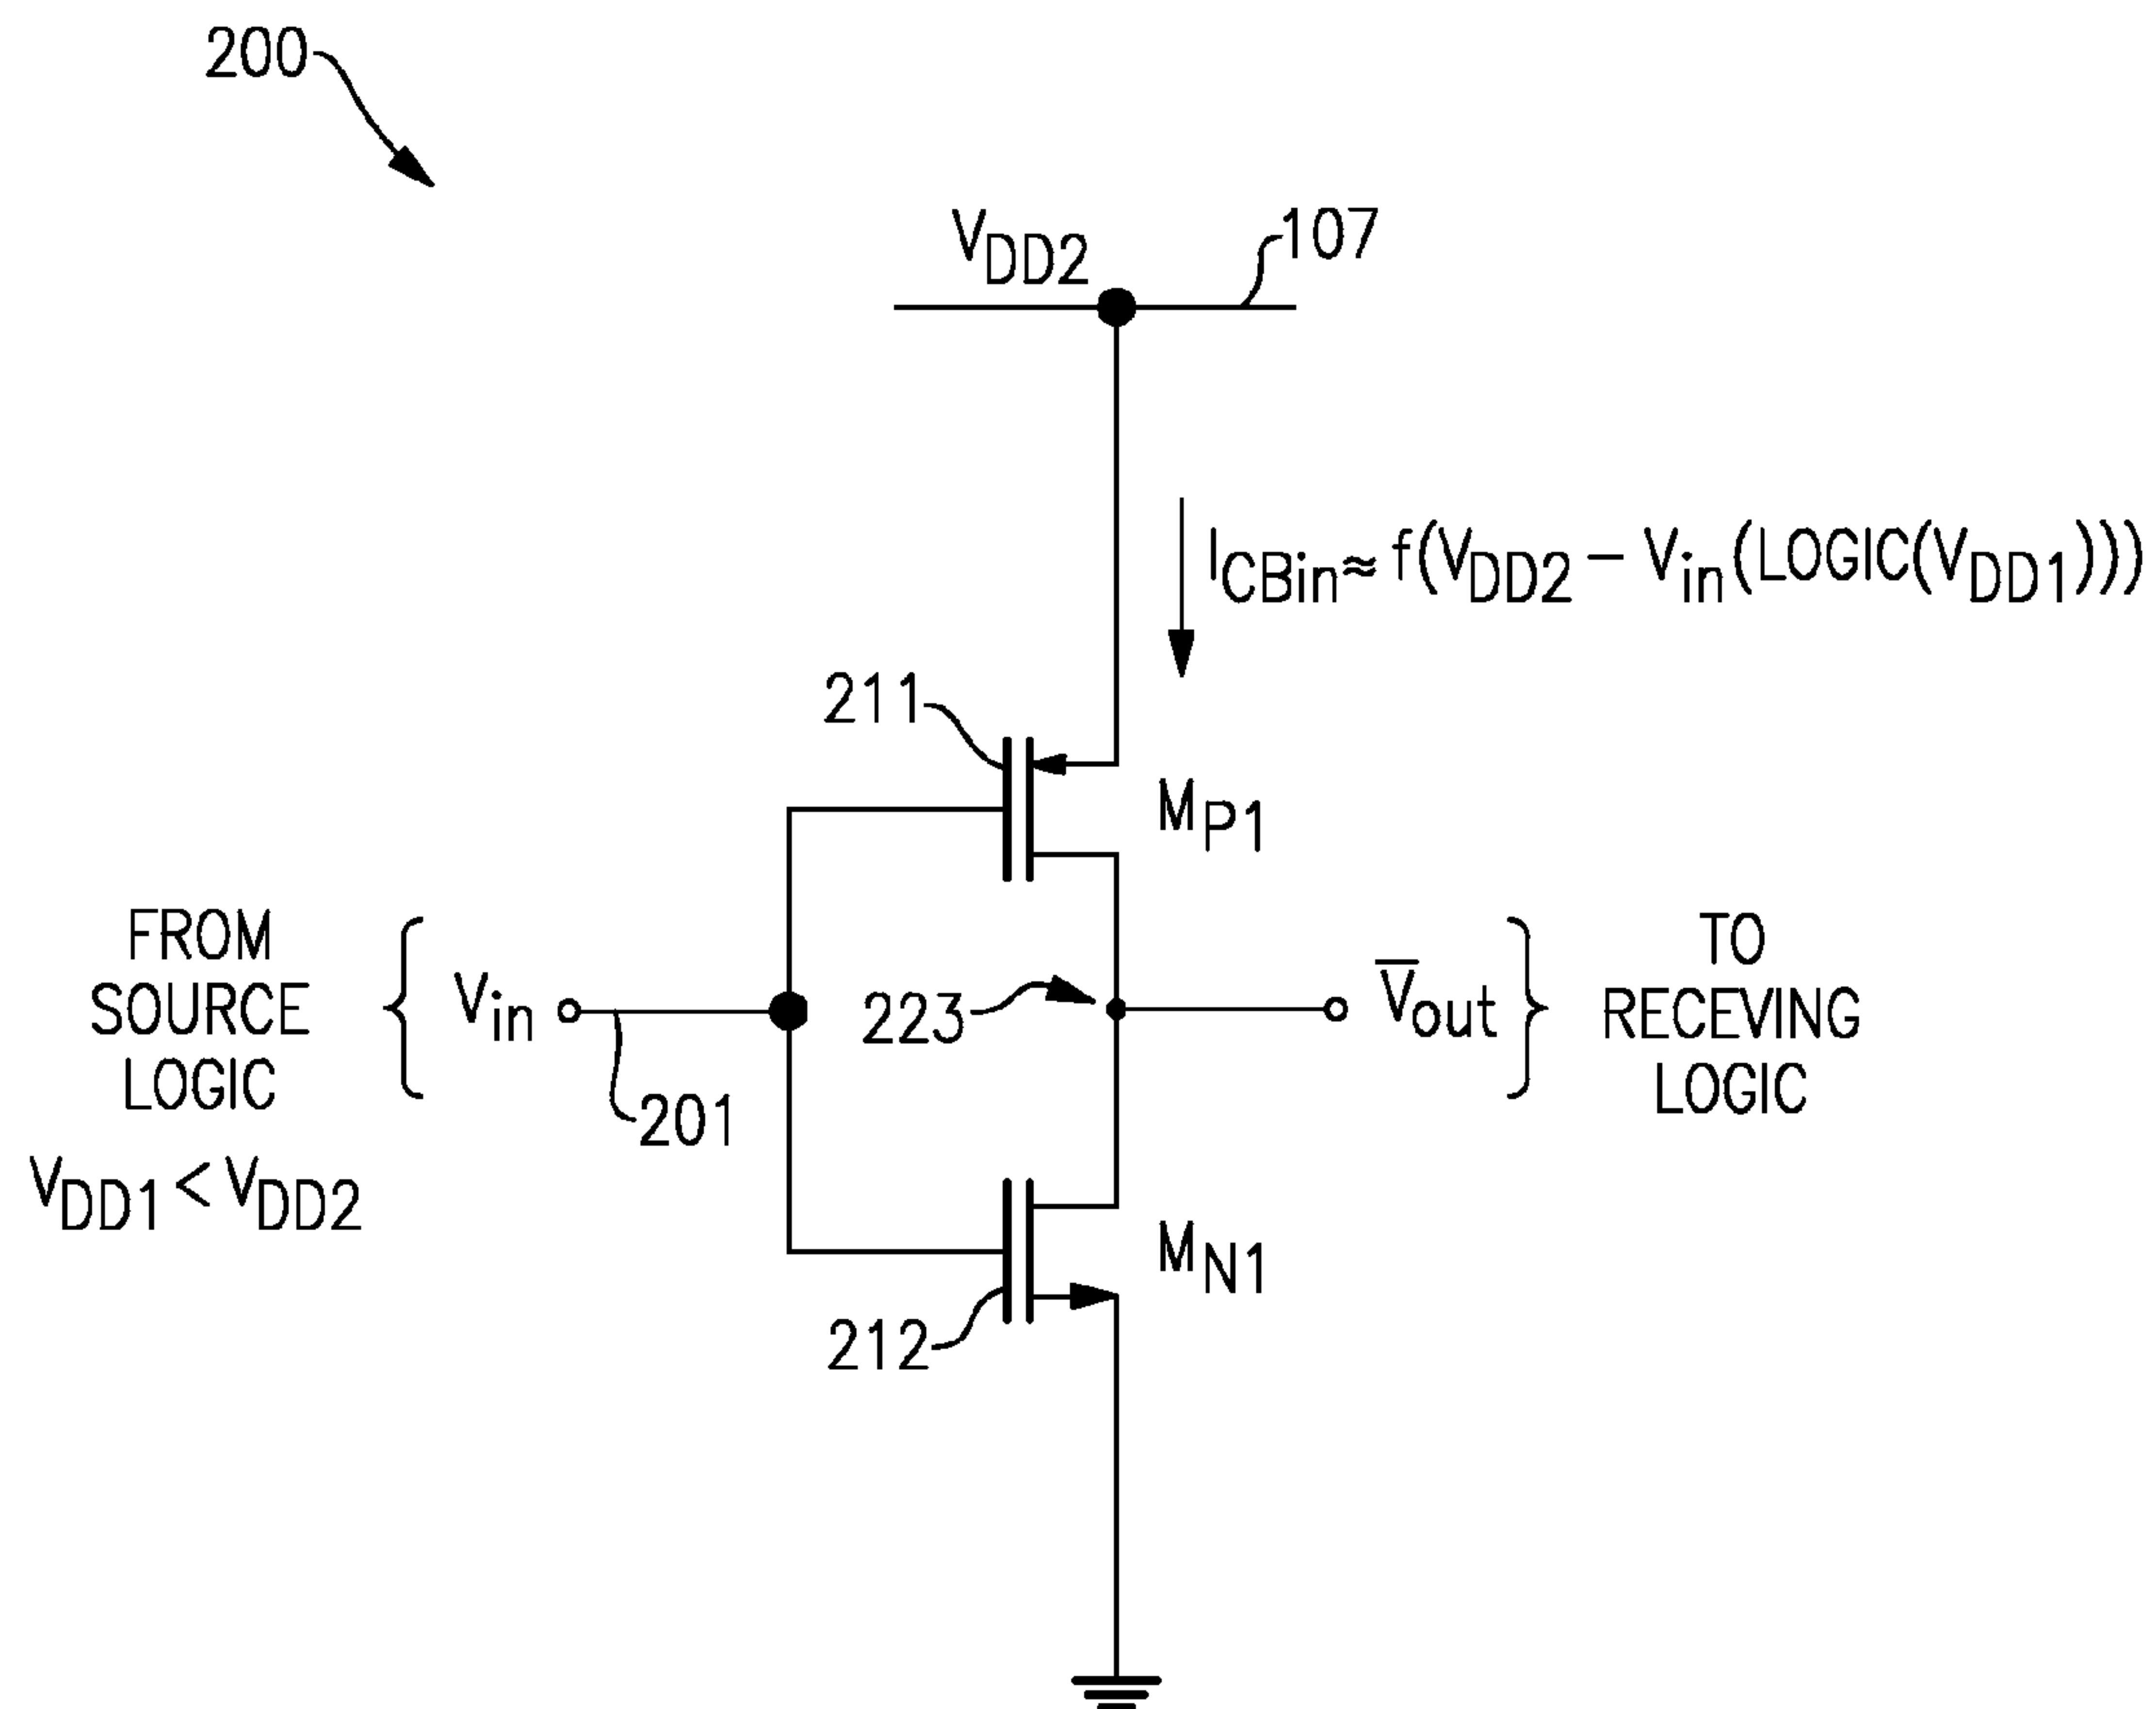 200
VDD2
107
ICBin≈f(VDD2 − Vin(LOGIC(VDD1)))
211
MP1
FROM
SOURCE
LOGIC
Vin
201
VDD1 < VDD2
223
V̅out
TO
RECEVING
LOGIC
MN1
212